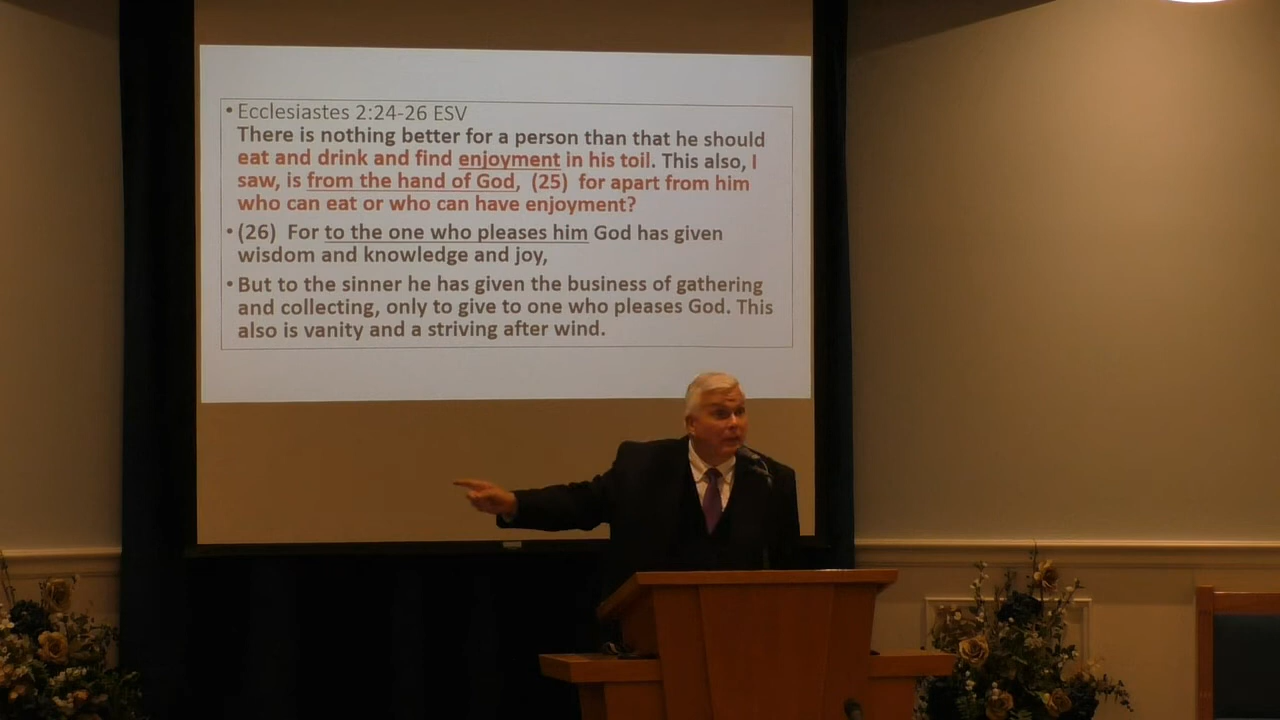 • Ecclesiastes 2:24-26 ESV
There is nothing better for a person than that he should
eat and drink and find enjoyment in his toil. This also, I
saw, is from the hand of God, (25) for apart from him
who can eat or who can have enjoyment?
• (26) For to the one who pleases him God has given
wisdom and knowledge and joy,
• But to the sinner he has given the business of gathering
and collecting, only to give to one who pleases God. This
also is vanity and a striving after wind.